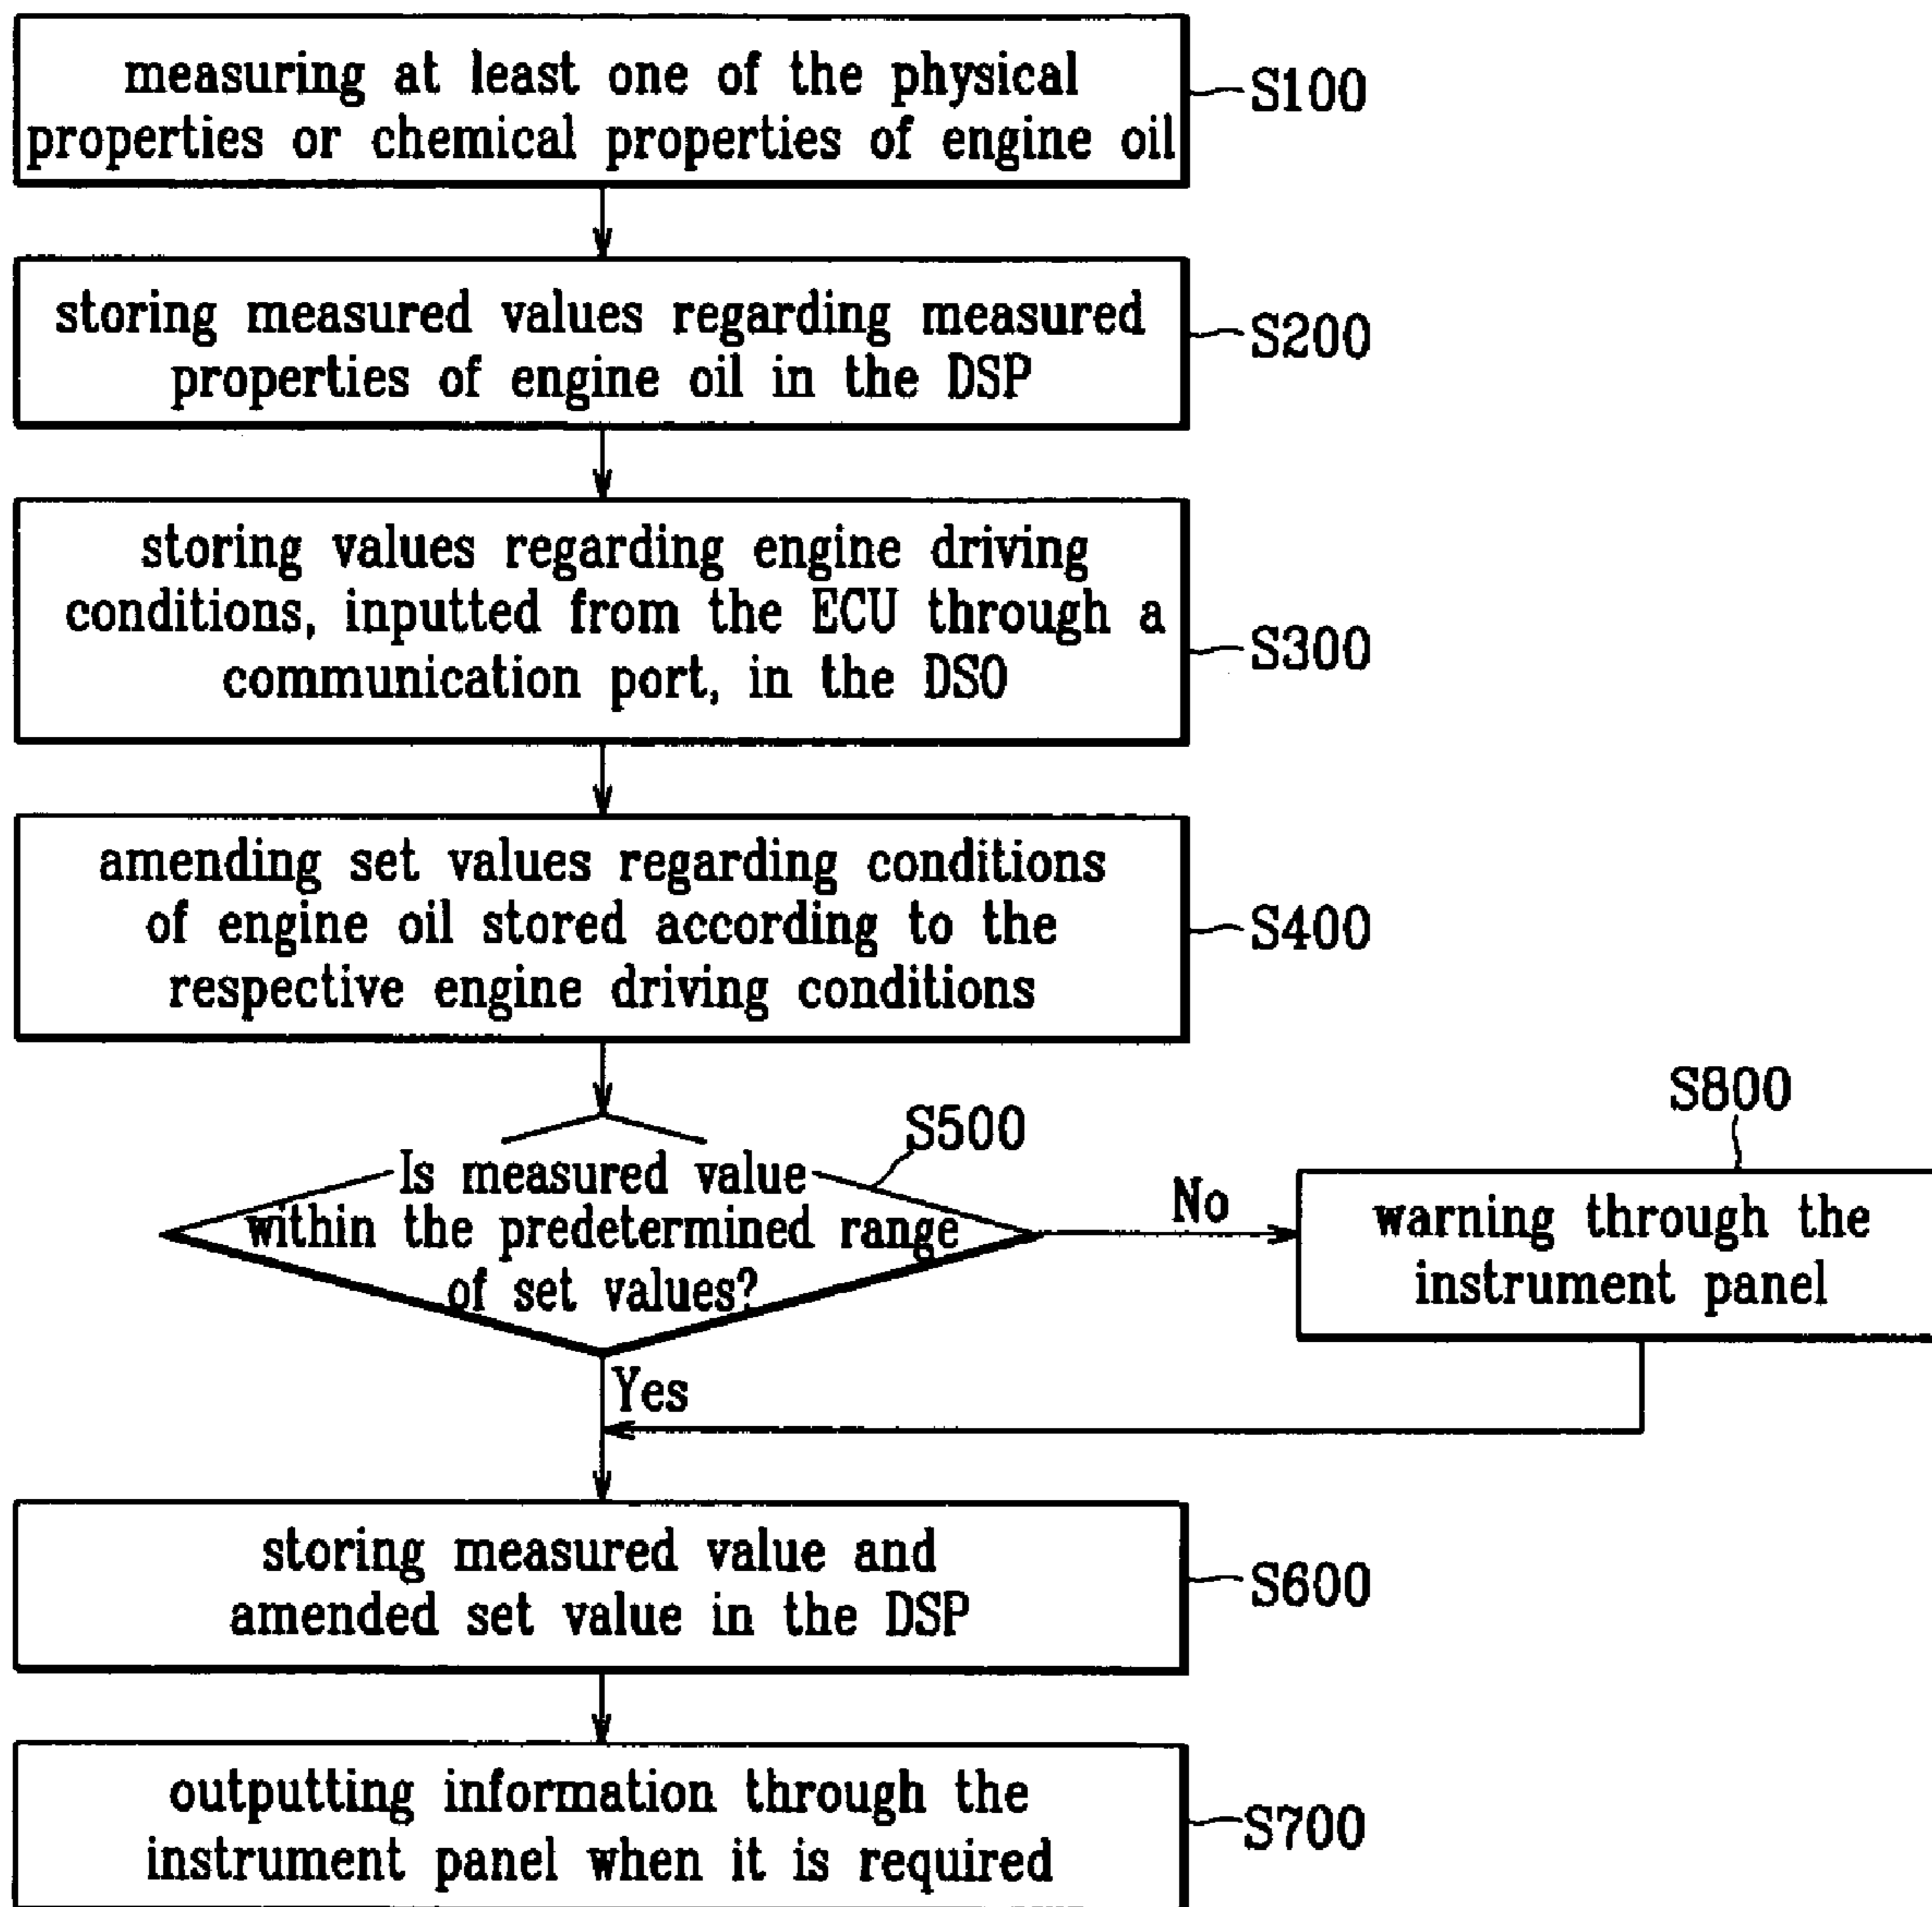 measuring at least one of the physical
properties or chemical properties of engine oil
S100
storing measured values regarding measured
properties of engine oil in the DSP
S200
storing values regarding engine driving
conditions, inputted from the ECU through a
communication port, in the DSO
S300
amending set values regarding conditions
of engine oil stored according to the
respective engine driving conditions
S400
Is measured value
within the predetermined range
of set values?
S500
No
S800
warning through the
instrument panel
Yes
storing measured value and
amended set value in the DSP
S600
outputting information through the
instrument panel when it is required
S700